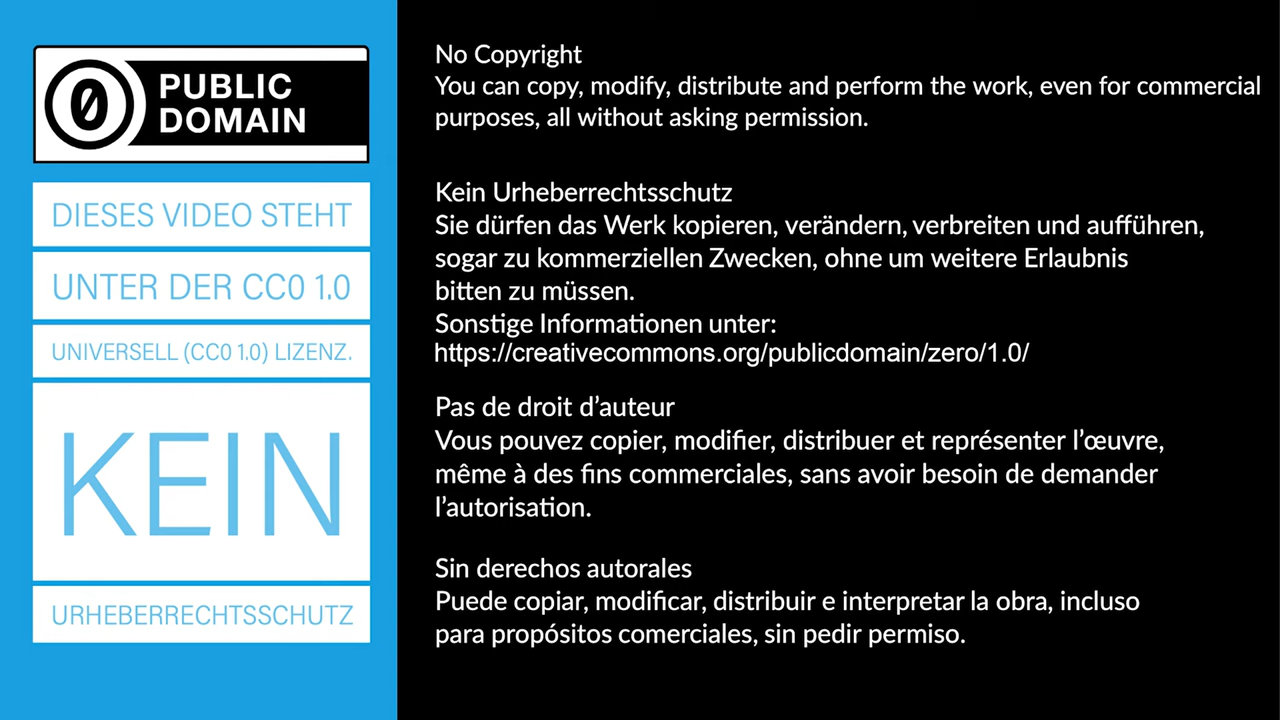 0
PUBLIC
DOMAIN
DIESES VIDEO STEHT
UNTER DER CC0 1.0
UNIVERSELL (CC0 1.0) LIZENZ.
KEIN
URHEBERRECHTSSCHUTZ
No Copyright
You can copy, modify, distribute and perform the work, even for commercial
purposes, all without asking permission.
Kein Urheberrechtsschutz
Sie dürfen das Werk kopieren, verändern, verbreiten und aufführen,
sogar zu kommerziellen Zwecken, ohne um weitere Erlaubnis
bitten zu müssen.
Sonstige Informationen unter:
https://creativecommons.org/publicdomain/zero/1.0/
Pas de droit d’auteur
Vous pouvez copier, modifier, distribuer et représenter l’œuvre,
même à des fins commerciales, sans avoir besoin de demander
l’autorisation.
Sin derechos autorales
Puede copiar, modificar, distribuir e interpretar la obra, incluso
para propósitos comerciales, sin pedir permiso.